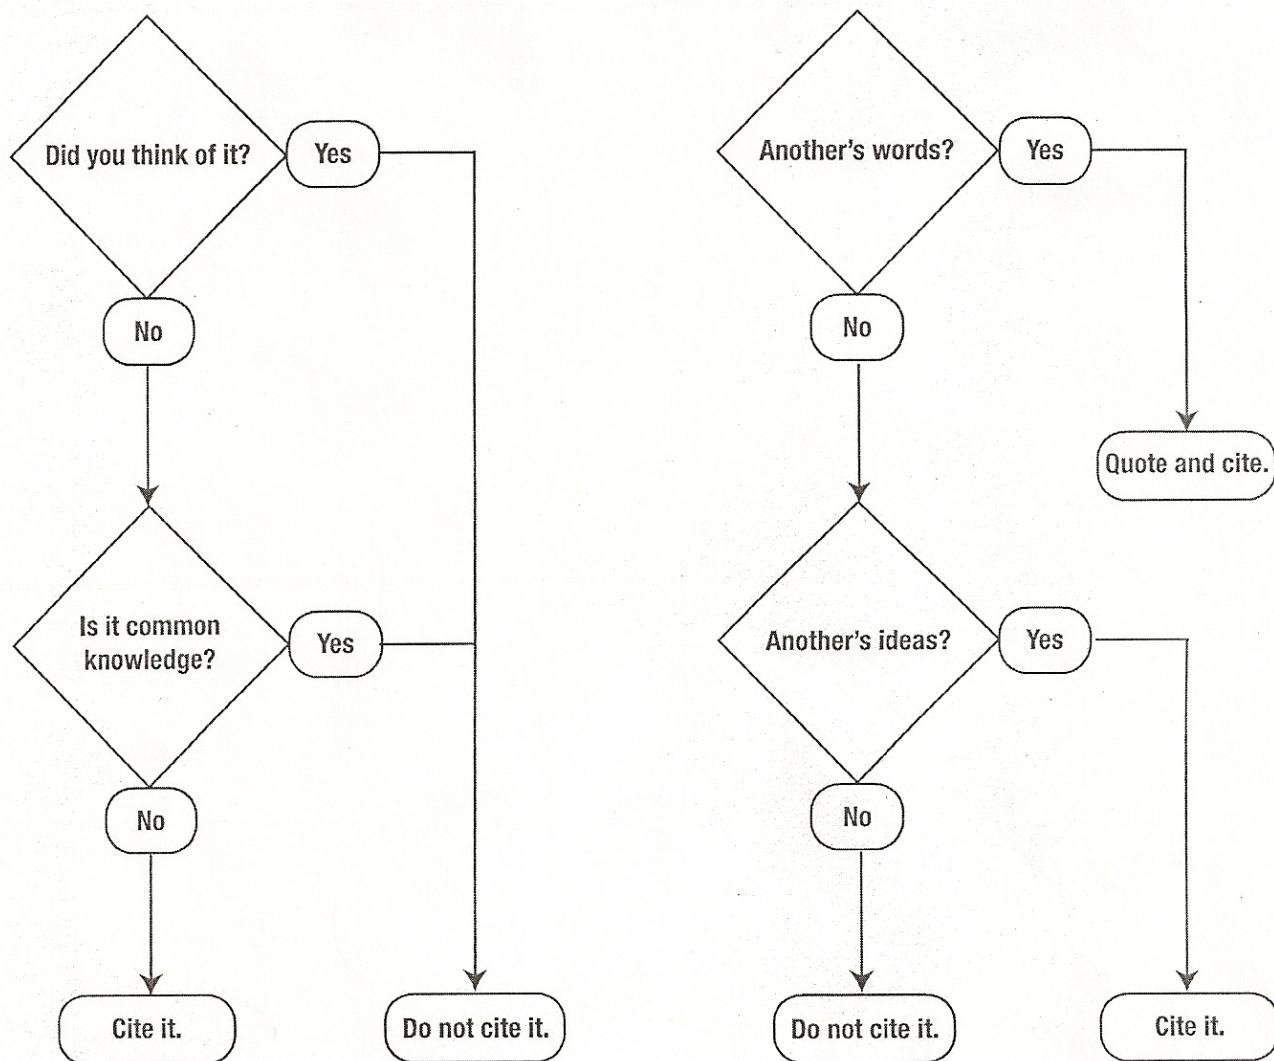 Did you think of it?
Yes
No
Is it common
knowledge?
Yes
No
Cite it.
Do not cite it.
Another's words?
Yes
No
Quote and cite.
Another's ideas?
Yes
No
Do not cite it.
Cite it.